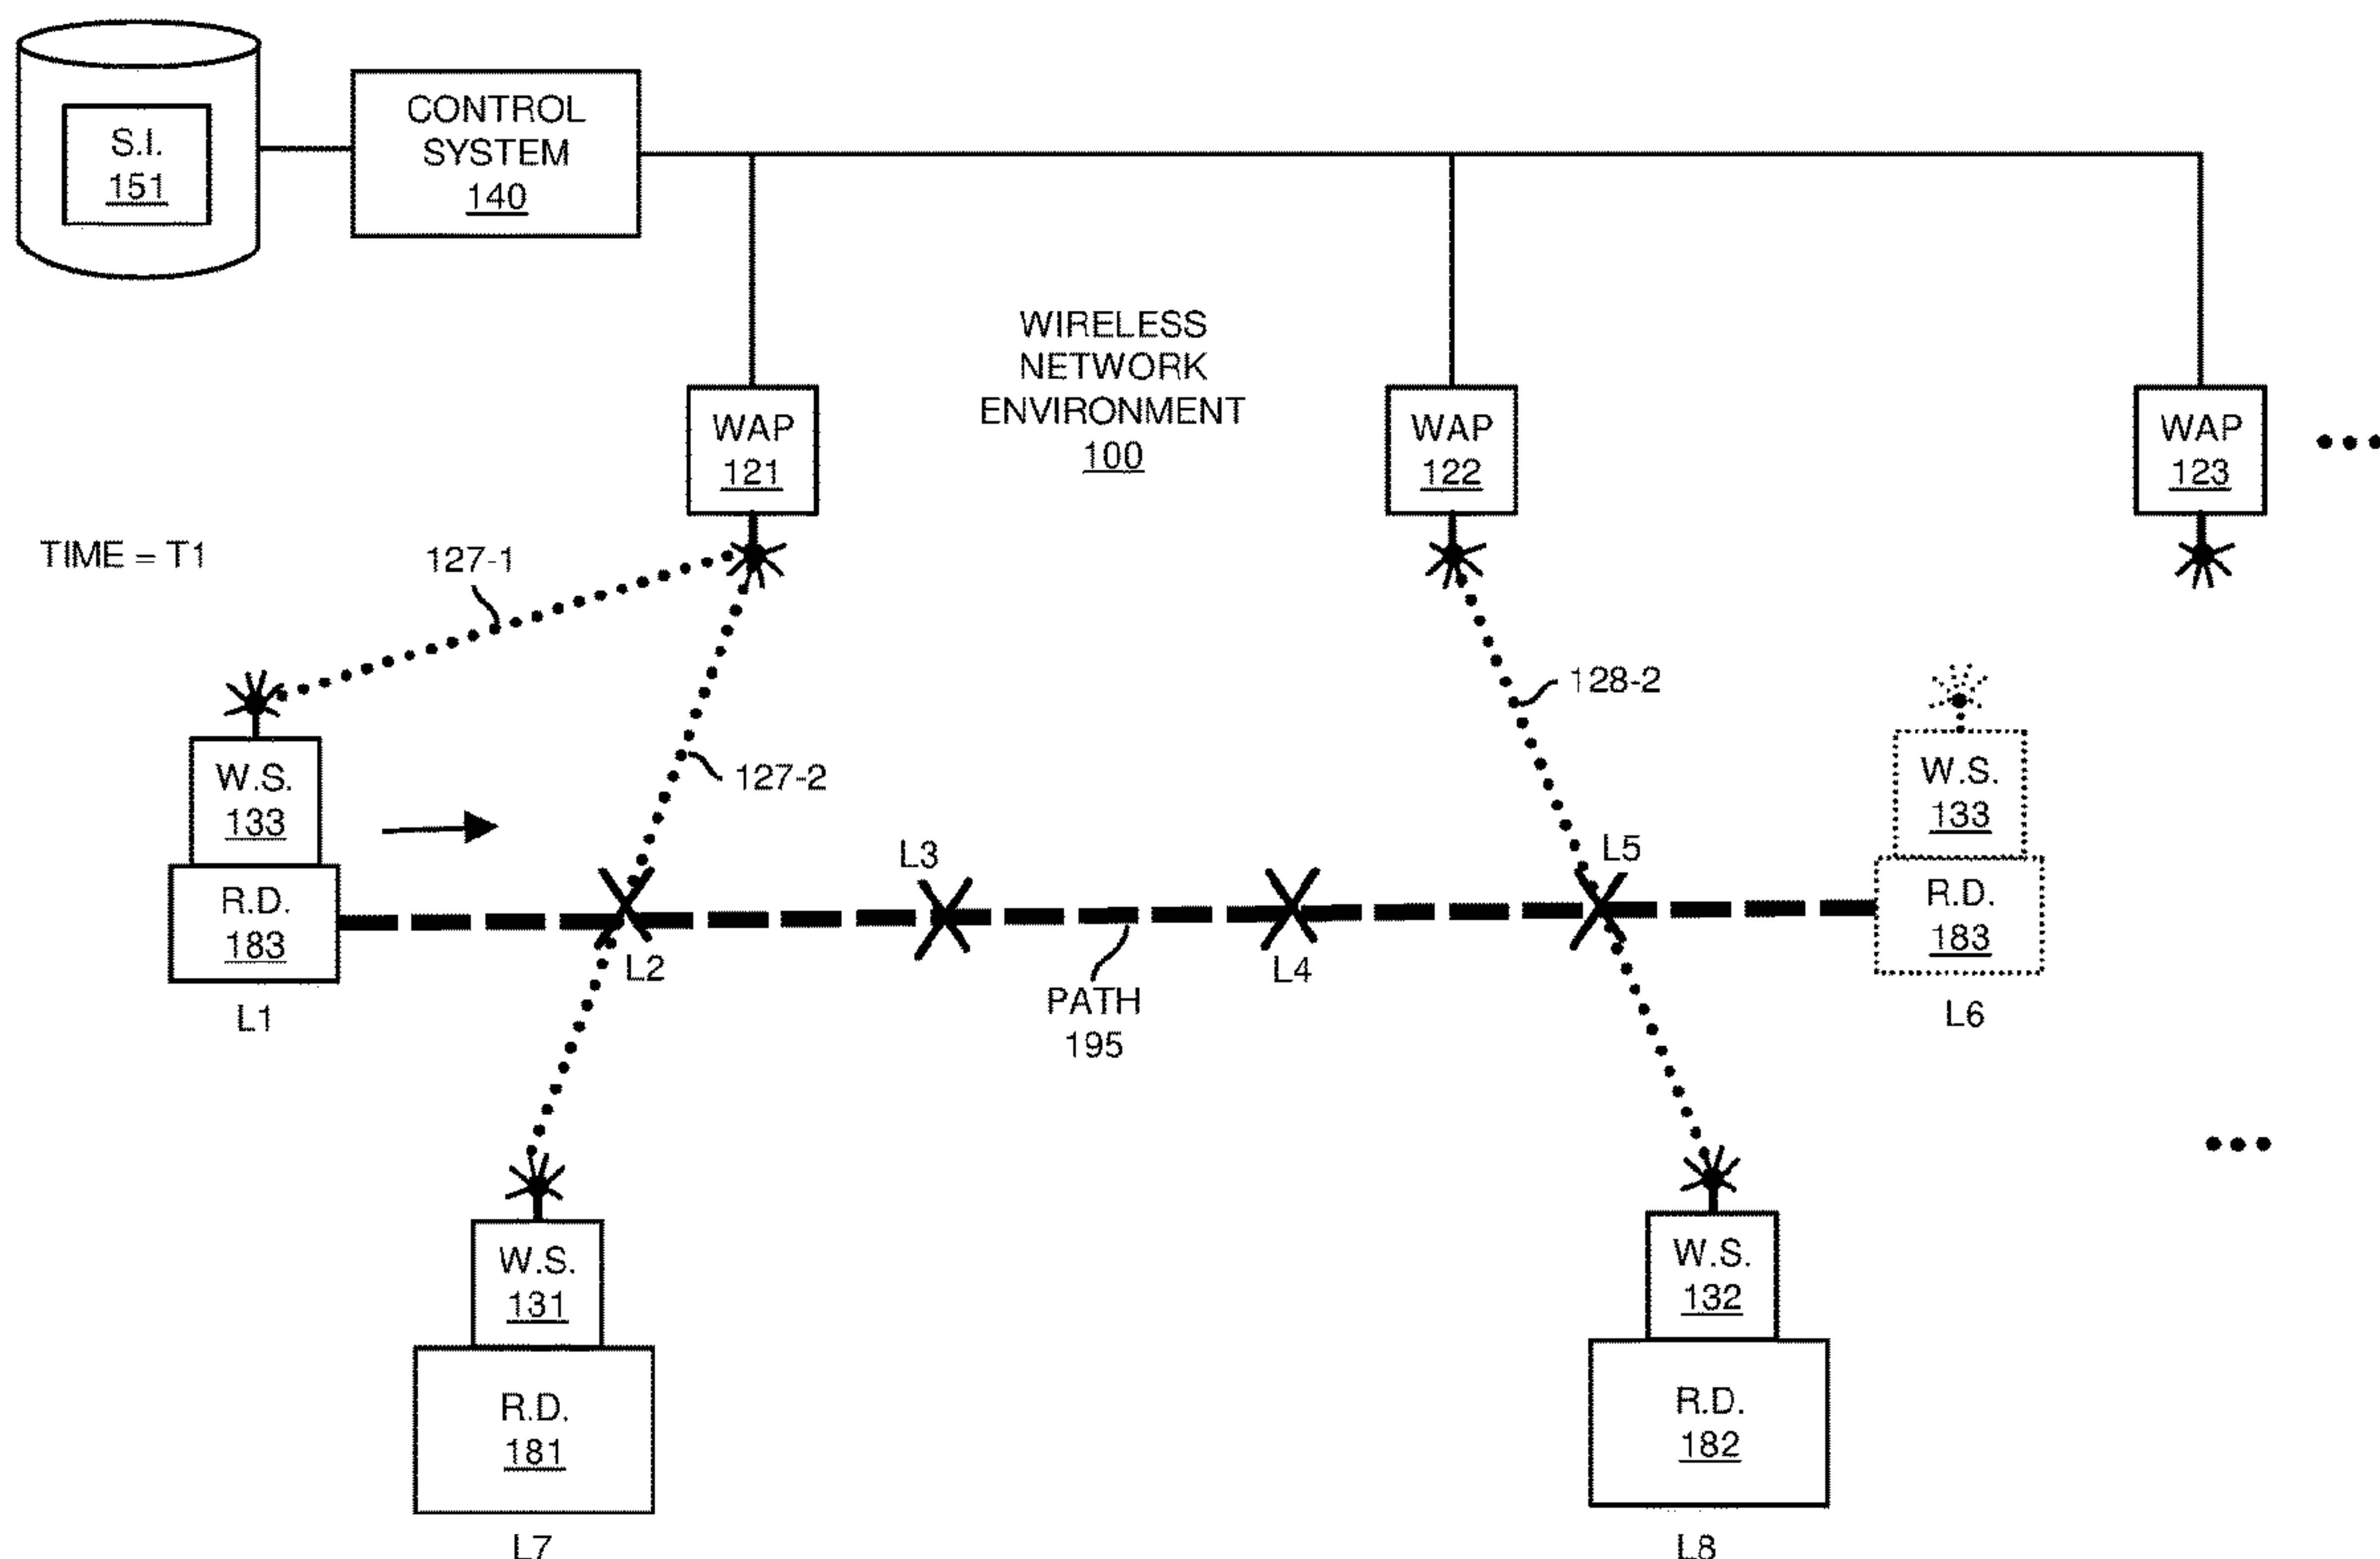 S.I.
151
CONTROL
SYSTEM
140
WIRELESS
NETWORK
ENVIRONMENT
100
WAP
121
WAP
122
WAP
123
TIME = T1
127-1
127-2
128-2
W.S.
133
R.D.
183
L1
L2
L3
L4
L5
PATH
195
W.S.
133
R.D.
183
L6
W.S.
131
R.D.
181
L7
W.S.
132
R.D.
182
L8